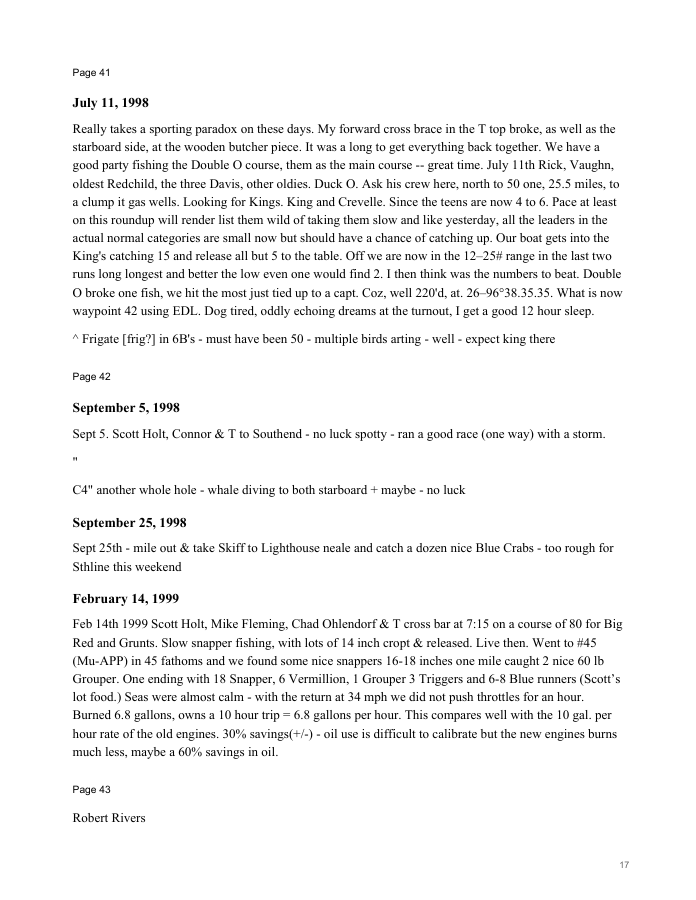 Page 41
July 11, 1998
Really takes a sporting paradox on these days. My forward cross brace in the T top broke, as well as the
starboard side, at the wooden butcher piece. It was a long to get everything back together. We have a
good party fishing the Double O course, them as the main course -- great time. July 11th Rick, Vaughn,
oldest Redchild, the three Davis, other oldies. Duck O. Ask his crew here, north to 50 one, 25.5 miles, to
a clump it gas wells. Looking for Kings. King and Crevelle. Since the teens are now 4 to 6. Pace at least
on this roundup will render list them wild of taking them slow and like yesterday, all the leaders in the
actual normal categories are small now but should have a chance of catching up. Our boat gets into the
King's catching 15 and release all but 5 to the table. Off we are now in the 12–25# range in the last two
runs long longest and better the low even one would find 2. I then think was the numbers to beat. Double
O broke one fish, we hit the most just tied up to a capt. Coz, well 220'd, at. 26–96°38.35.35. What is now
waypoint 42 using EDL. Dog tired, oddly echoing dreams at the turnout, I get a good 12 hour sleep.
^ Frigate [frig?] in 6B's - must have been 50 - multiple birds arting - well - expect king there
Page 42
September 5, 1998
Sept 5. Scott Holt, Connor & T to Southend - no luck spotty - ran a good race (one way) with a storm.
"
C4" another whole hole - whale diving to both starboard + maybe - no luck
September 25, 1998
Sept 25th - mile out & take Skiff to Lighthouse neale and catch a dozen nice Blue Crabs - too rough for
Sthline this weekend
February 14, 1999
Feb 14th 1999 Scott Holt, Mike Fleming, Chad Ohlendorf & T cross bar at 7:15 on a course of 80 for Big
Red and Grunts. Slow snapper fishing, with lots of 14 inch cropt & released. Live then. Went to #45
(Mu-APP) in 45 fathoms and we found some nice snappers 16-18 inches one mile caught 2 nice 60 lb
Grouper. One ending with 18 Snapper, 6 Vermillion, 1 Grouper 3 Triggers and 6-8 Blue runners (Scott's
lot food.) Seas were almost calm - with the return at 34 mph we did not push throttles for an hour.
Burned 6.8 gallons, owns a 10 hour trip = 6.8 gallons per hour. This compares well with the 10 gal. per
hour rate of the old engines. 30% savings(+/-) - oil use is difficult to calibrate but the new engines burns
much less, maybe a 60% savings in oil.
Page 43
Robert Rivers
17